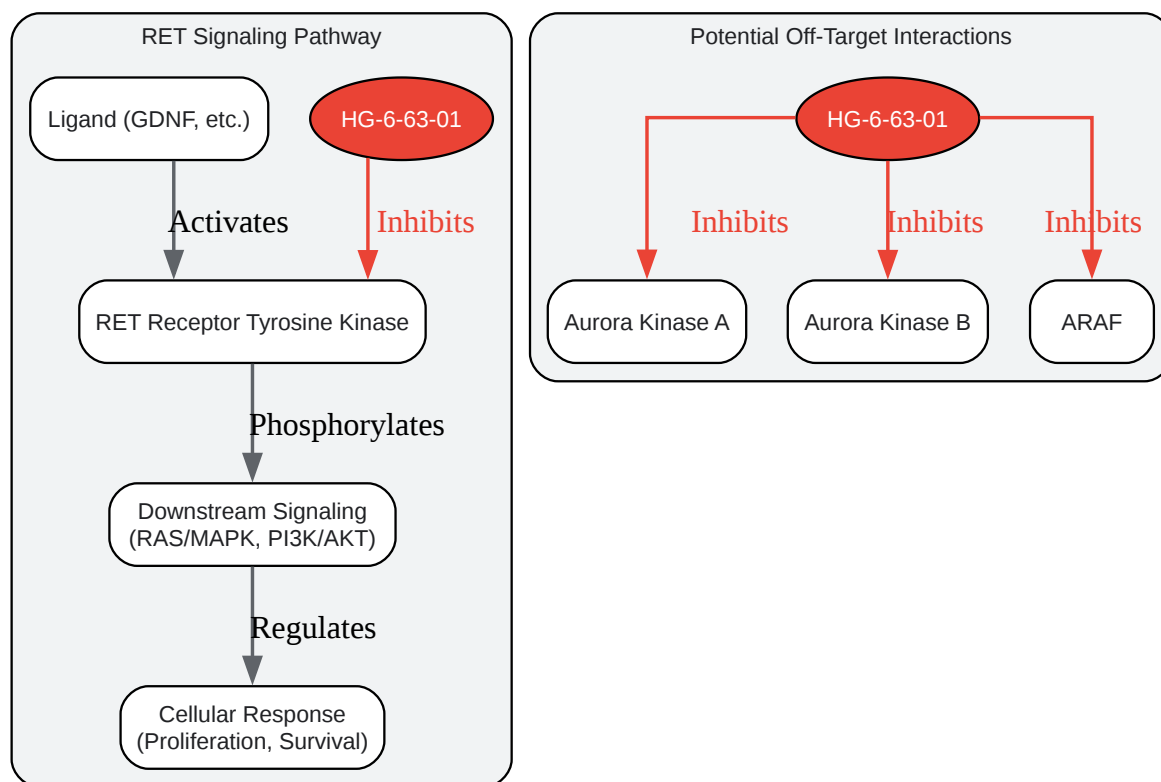 RET Signaling Pathway
Ligand (GDNF, etc.)
HG-6-63-01
Activates
Inhibits
RET Receptor Tyrosine Kinase
Phosphorylates
Downstream Signaling
(RAS/MAPK, PI3K/AKT)
Regulates
Cellular Response
(Proliferation, Survival)
Potential Off-Target Interactions
HG-6-63-01
Inhibits
Inhibits
Inhibits
Aurora Kinase A
Aurora Kinase B
ARAF